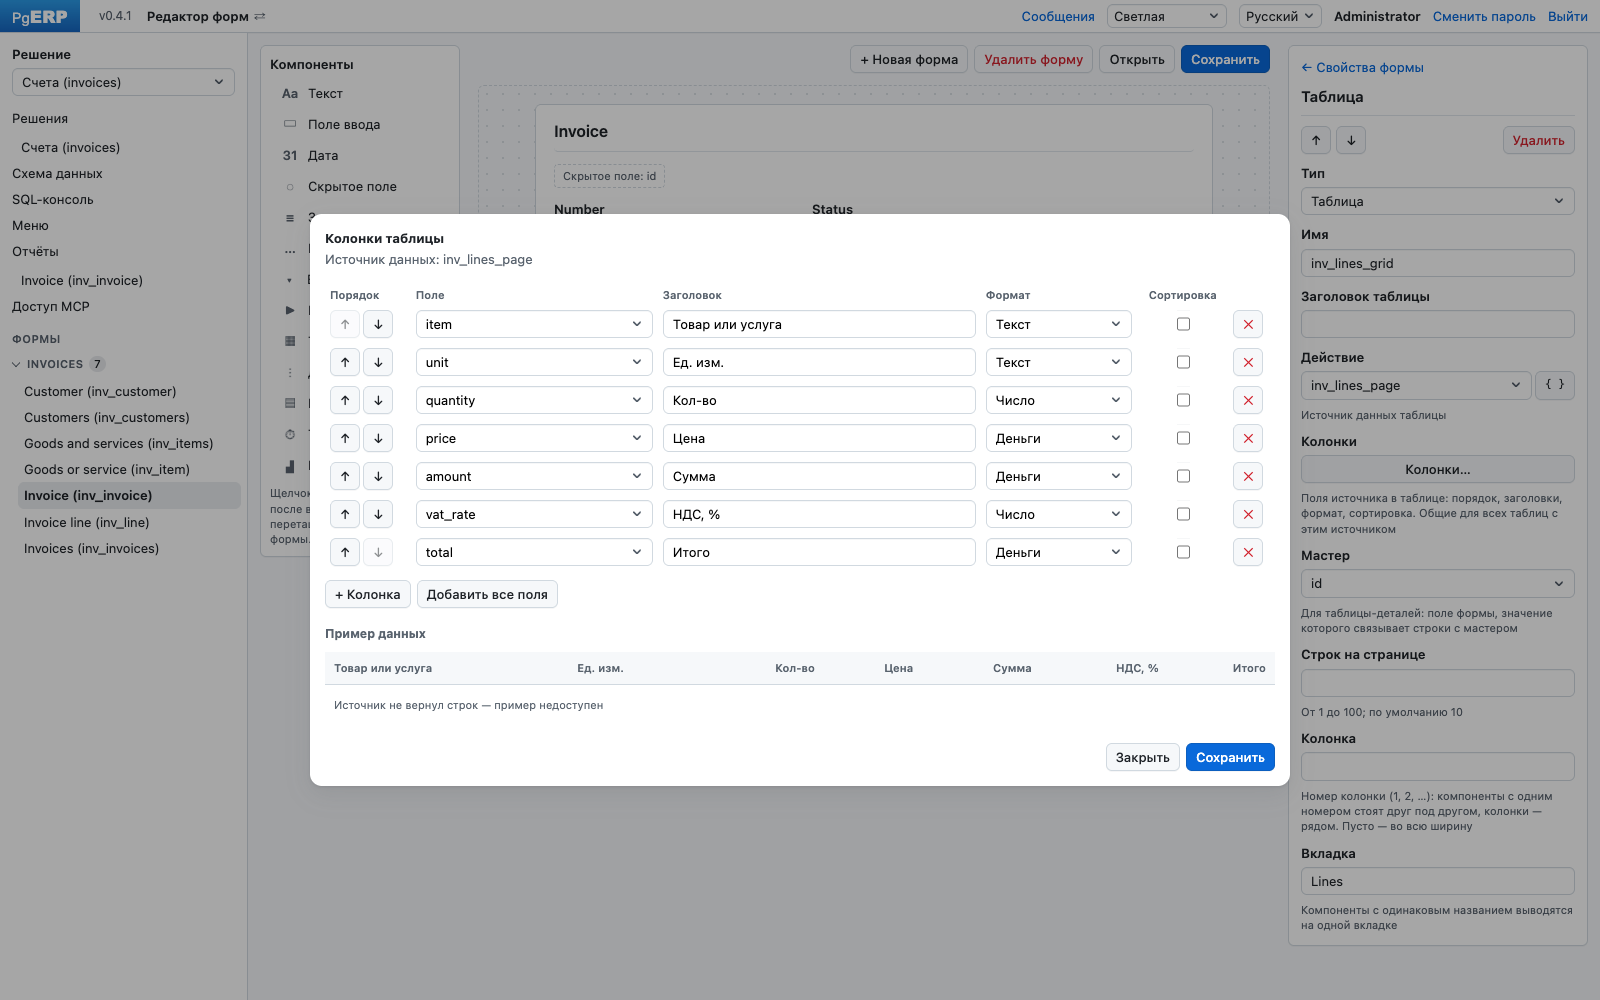 PgERP
v0.4.1
Редактор форм ⇄
Сообщения
Светлая
Русский
Administrator
Сменить пароль
Выйти
Решение
Счета (invoices)
Решения
Счета (invoices)
Схема данных
SQL-консоль
Меню
Отчёты
Invoice (inv_invoice)
Доступ MCP
ФОРМЫ
INVOICES 7
Customer (inv_customer)
Customers (inv_customers)
Goods and services (inv_items)
Goods or service (inv_item)
Invoice (inv_invoice)
Invoice line (inv_line)
Invoices (inv_invoices)
Компоненты
Aa Текст
Поле ввода
31 Дата
Скрытое поле
Щелчок
после в
перета
формы.
+ Новая форма
Удалить форму
Открыть
Сохранить
Invoice
Скрытое поле: id
Number
Status
Колонки таблицы
Источник данных: inv_lines_page
Порядок Поле Заголовок Формат Сортировка
↑ ↓ item Товар или услуга Текст
↑ ↓ unit Ед. изм. Текст
↑ ↓ quantity Кол-во Число
↑ ↓ price Цена Деньги
↑ ↓ amount Сумма Деньги
↑ ↓ vat_rate НДС, % Число
↑ ↓ total Итого Деньги
+ Колонка
Добавить все поля
Пример данных
Товар или услуга Ед. изм. Кол-во Цена Сумма НДС, % Итого
Источник не вернул строк — пример недоступен
Закрыть
Сохранить
← Свойства формы
Таблица
↑ ↓ Удалить
Тип
Таблица
Имя
inv_lines_grid
Заголовок таблицы
Действие
inv_lines_page
{ }
Источник данных таблицы
Колонки
Колонки...
Поля источника в таблице: порядок, заголовки,
формат, сортировка. Общие для всех таблиц с
этим источником
Мастер
id
Для таблицы-деталей: поле формы, значение
которого связывает строки с мастером
Строк на странице
От 1 до 100; по умолчанию 10
Колонка
Номер колонки (1, 2, …): компоненты с одним
номером стоят друг под другом, колонки —
рядом. Пусто — во всю ширину
Вкладка
Lines
Компоненты с одинаковым названием выводятся
на одной вкладке